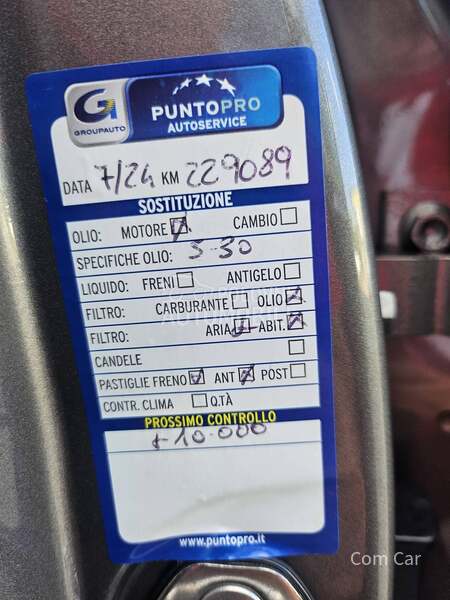 G
GROUPAUTO
PUNTOPRO
AUTOSERVICE
DATA 7/24 KM 229089
SOSTITUZIONE
OLIO: MOTORE CAMBIO
SPECIFICHE OLIO: 5-30
LIQUIDO: FRENI ANTIGELO
FILTRO: CARBURANTE OLIO
FILTRO: ARIA ABIT.
CANDELE
PASTIGLIE FRENO ANT POST
CONTR. CLIMA Q.TÀ
PROSSIMO CONTROLLO
+ 10.000
www.puntopro.it
Com Car